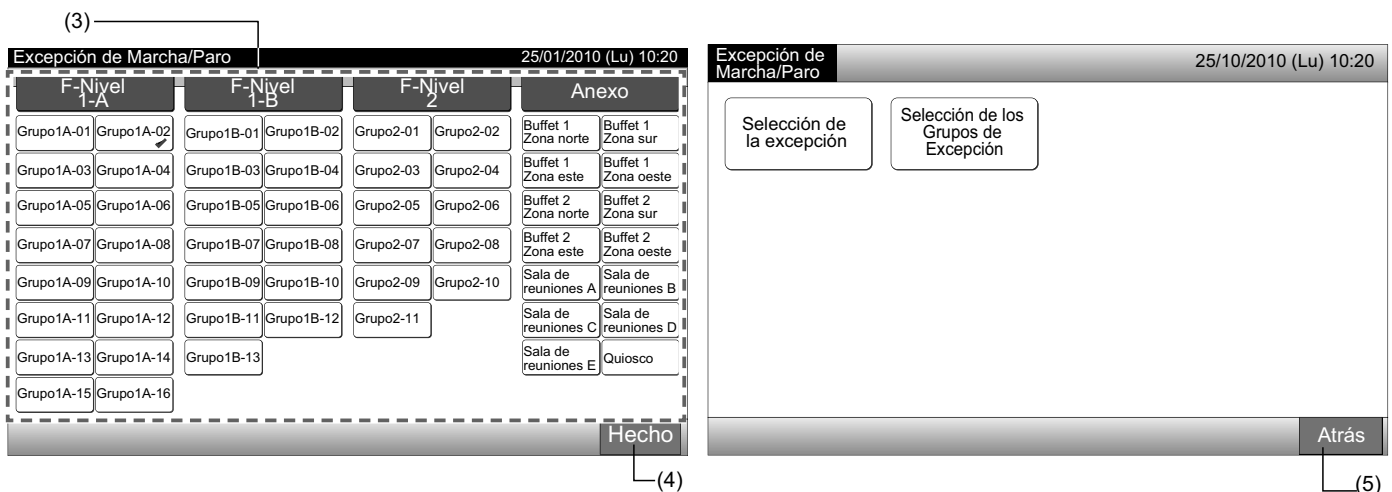 (3)
Excepción de Marcha/Paro 25/01/2010 (Lu) 10:20
F-Nivel 1-A
F-Nivel 1-B
F-Nivel 2
Anexo
Grupo1A-01 Grupo1A-02 Grupo1B-01 Grupo1B-02 Grupo2-01 Grupo2-02 Buffet 1 Zona norte Buffet 1 Zona sur
Grupo1A-03 Grupo1A-04 Grupo1B-03 Grupo1B-04 Grupo2-03 Grupo2-04 Buffet 1 Zona este Buffet 1 Zona oeste
Grupo1A-05 Grupo1A-06 Grupo1B-05 Grupo1B-06 Grupo2-05 Grupo2-06 Buffet 2 Zona norte Buffet 2 Zona sur
Grupo1A-07 Grupo1A-08 Grupo1B-07 Grupo1B-08 Grupo2-07 Grupo2-08 Buffet 2 Zona este Buffet 2 Zona oeste
Grupo1A-09 Grupo1A-10 Grupo1B-09 Grupo1B-10 Grupo2-09 Grupo2-10 Sala de reuniones A Sala de reuniones B
Grupo1A-11 Grupo1A-12 Grupo1B-11 Grupo1B-12 Grupo2-11 Sala de reuniones C Sala de reuniones D
Grupo1A-13 Grupo1A-14 Grupo1B-13 Sala de reuniones E Quiosco
Grupo1A-15 Grupo1A-16
Hecho
(4)
Excepción de
Marcha/Paro
25/10/2010 (Lu) 10:20
Selección de
la excepción
Selección de los
Grupos de
Excepción
Atrás
(5)